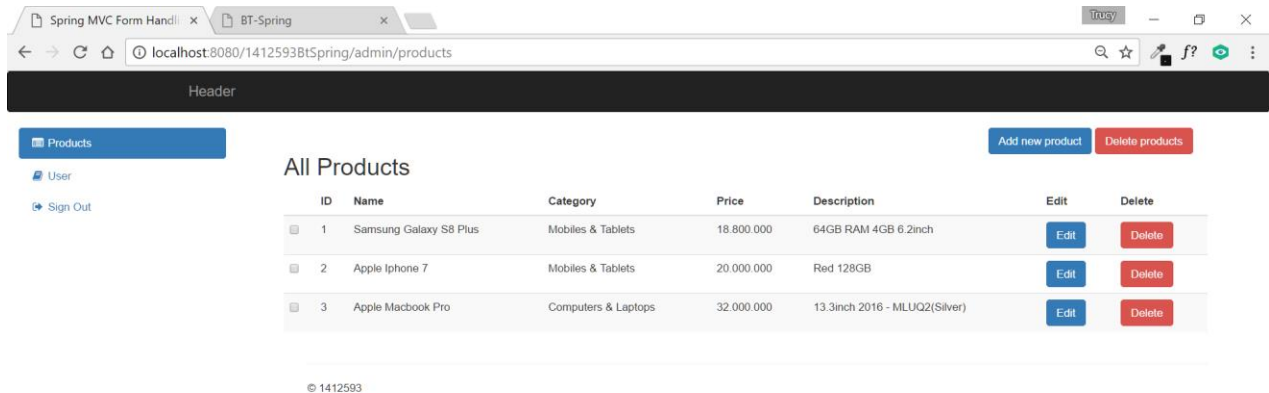 Spring MVC Form Handli
BT-Spring
Trucy
localhost:8080/1412593BtSpring/admin/products
f?
Header
Products
User
Sign Out
Add new product Delete products
All Products
ID Name Category Price Description Edit Delete
1 Samsung Galaxy S8 Plus Mobiles & Tablets 18.800.000 64GB RAM 4GB 6.2inch Edit Delete
2 Apple Iphone 7 Mobiles & Tablets 20.000.000 Red 128GB Edit Delete
3 Apple Macbook Pro Computers & Laptops 32.000.000 13.3inch 2016 - MLUQ2(Silver) Edit Delete
© 1412593